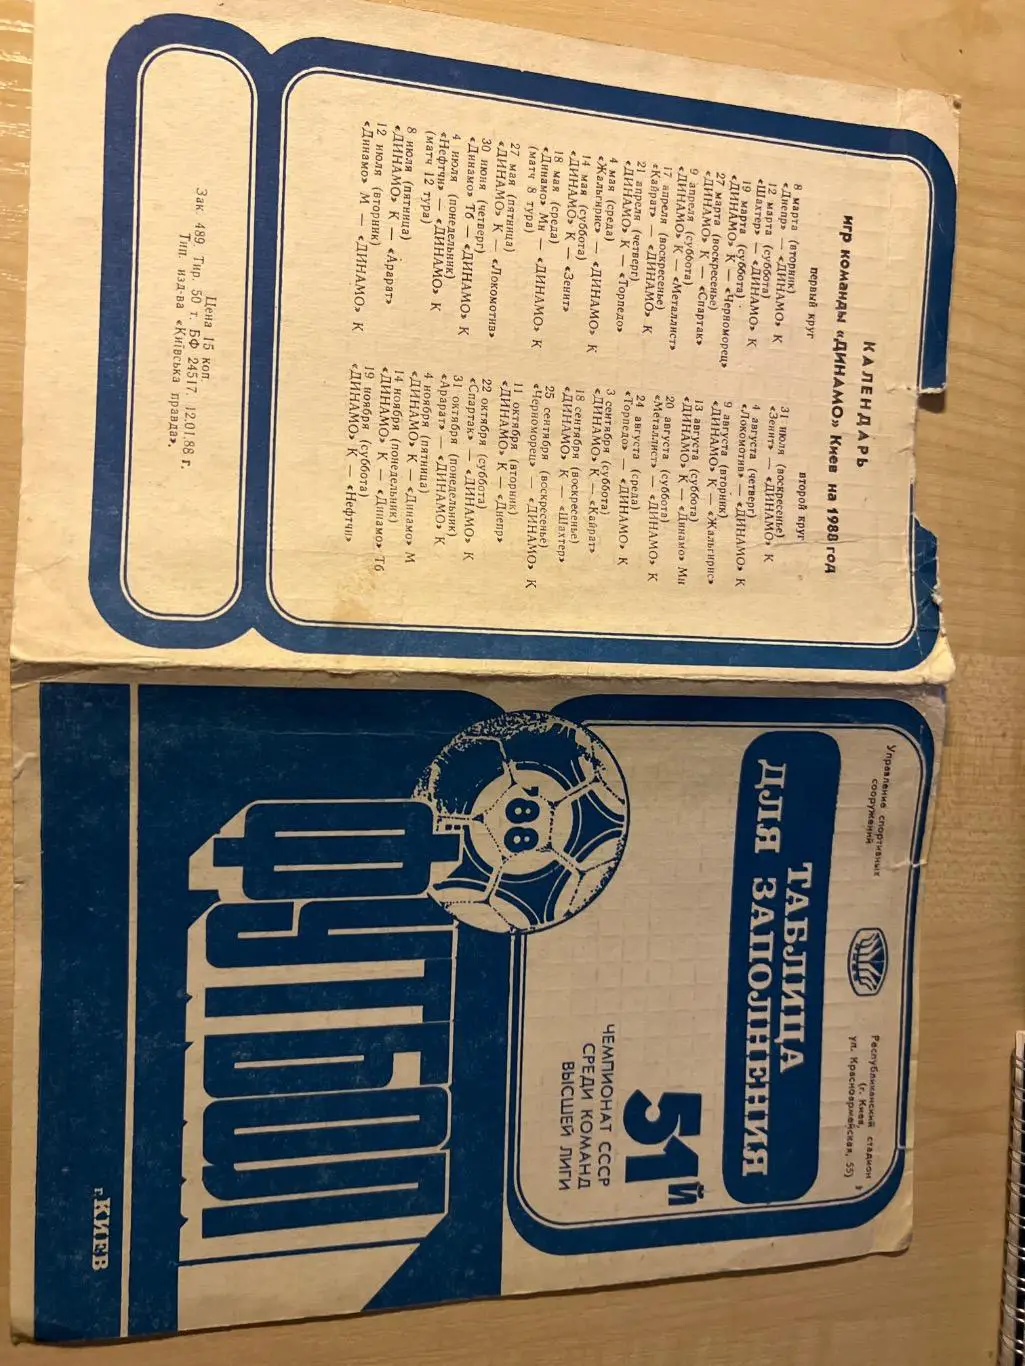 КАЛЕНДАРЬ
игр команды «ДИНАМО» Киев на 1988 год
первый круг
8 марта (вторник)
«Днепр» — «ДИНАМО» К
12 марта (суббота)
«Шахтер» — «ДИНАМО» К
19 марта (суббота)
«ДИНАМО» К — «Черноморец»
27 марта (воскресенье)
«ДИНАМО» К — «Спартак»
9 апреля (суббота)
«ДИНАМО» К — «Металлист»
17 апреля (воскресенье)
«Кайрат» — «ДИНАМО» К
21 апреля (четверг)
«ДИНАМО» К — «Торпедо»
4 мая (среда)
«Жальгирис» — «ДИНАМО» К
14 мая (суббота)
«ДИНАМО» К — «Зенит»
18 мая (среда)
«Динамо» Мн — «ДИНАМО» К
(матч 8 тура)
27 мая (пятница)
«ДИНАМО» К — «Локомотив»
30 июня (четверг)
«Динамо» Тб — «ДИНАМО» К
4 июля (понедельник)
«Нефтчи» — «ДИНАМО» К
(матч 12 тура)
8 июля (пятница)
«ДИНАМО» К — «Арарат»
12 июля (вторник)
«Динамо» М — «ДИНАМО» К
второй круг
31 июля (воскресенье)
«Зенит» — «ДИНАМО» К
4 августа (четверг)
«Локомотив» — «ДИНАМО» К
9 августа (вторник)
«ДИНАМО» К — «Жальгирис»
13 августа (суббота)
«ДИНАМО» К — «Динамо» Мн
20 августа (суббота)
«Металлист» — «ДИНАМО» К
24 августа (среда)
«Торпедо» — «ДИНАМО» К
3 сентября (суббота)
«ДИНАМО» К — «Кайрат»
18 сентября (воскресенье)
«ДИНАМО» К — «Шахтер»
25 сентября (воскресенье)
«Черноморец» — «ДИНАМО» К
11 октября (вторник)
«ДИНАМО» К — «Днепр»
22 октября (суббота)
«Спартак» — «ДИНАМО» К
31 октября (понедельник)
«Арарат» — «ДИНАМО» К
4 ноября (пятница)
«ДИНАМО» К — «Динамо» М
14 ноября (понедельник)
«ДИНАМО» К — «Динамо» Тб
19 ноября (суббота)
«ДИНАМО» К — «Нефтчи»
Цена 15 коп.
Зак. 489. Тир. 50 т. БФ 24517. 12.01.88 г.
Тип. изд-ва «Київська правда».
Управление спортивных
сооружений
Республиканский стадион
(г. Киев,
ул. Красноармейская, 55)
ТАБЛИЦА
ДЛЯ ЗАПОЛНЕНИЯ
51й
ЧЕМПИОНАТ СССР
СРЕДИ КОМАНД
ВЫСШЕЙ ЛИГИ
'88
ФУТБОЛ
г. КИЕВ